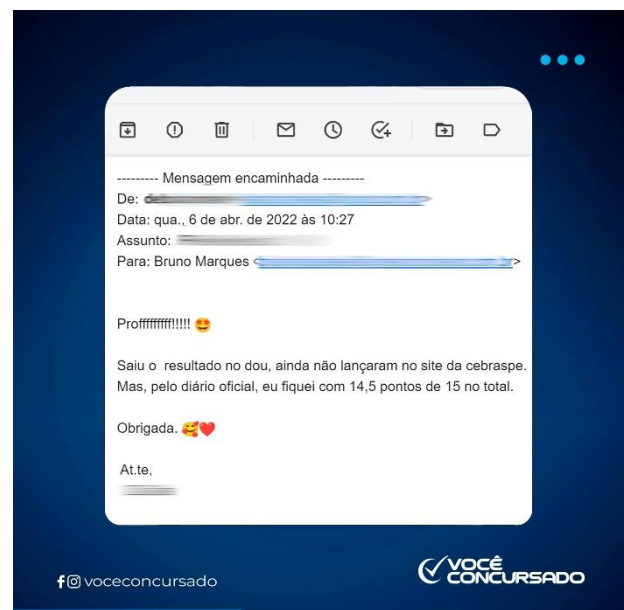 --------- Mensagem encaminhada ---------
De:
Data: qua., 6 de abr. de 2022 às 10:27
Assunto:
Para: Bruno Marques < >
Profffffffff!!!!! 🤩
Saiu o resultado no dou, ainda não lançaram no site da cebraspe.
Mas, pelo diário oficial, eu fiquei com 14,5 pontos de 15 no total.
Obrigada. 🥰❤️
At.te,
voceconcursado
VOCÊ
CONCURSADO